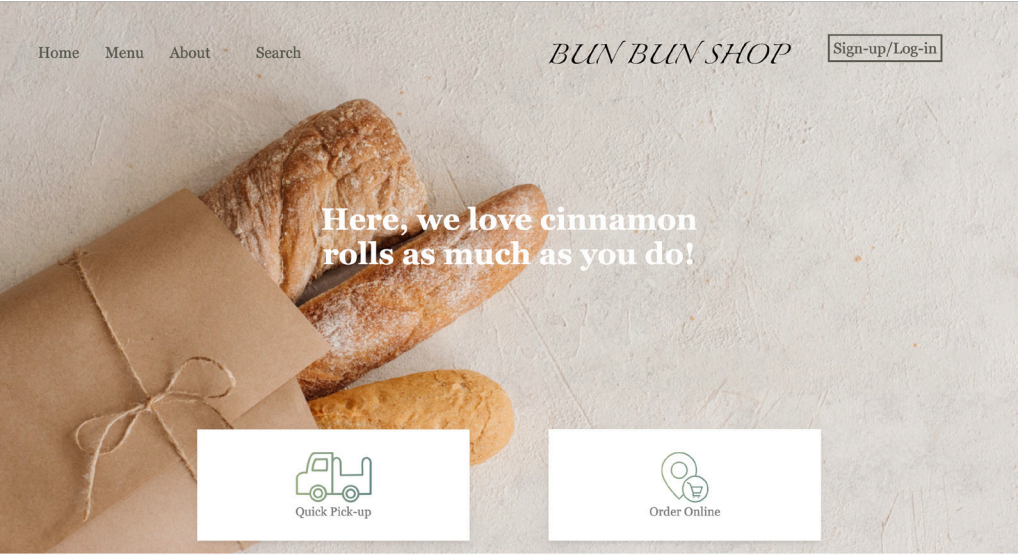 Home Menu About Search BUN BUN SHOP Sign-up/Log-in
Here, we love cinnamon
rolls as much as you do!
Quick Pick-up Order Online